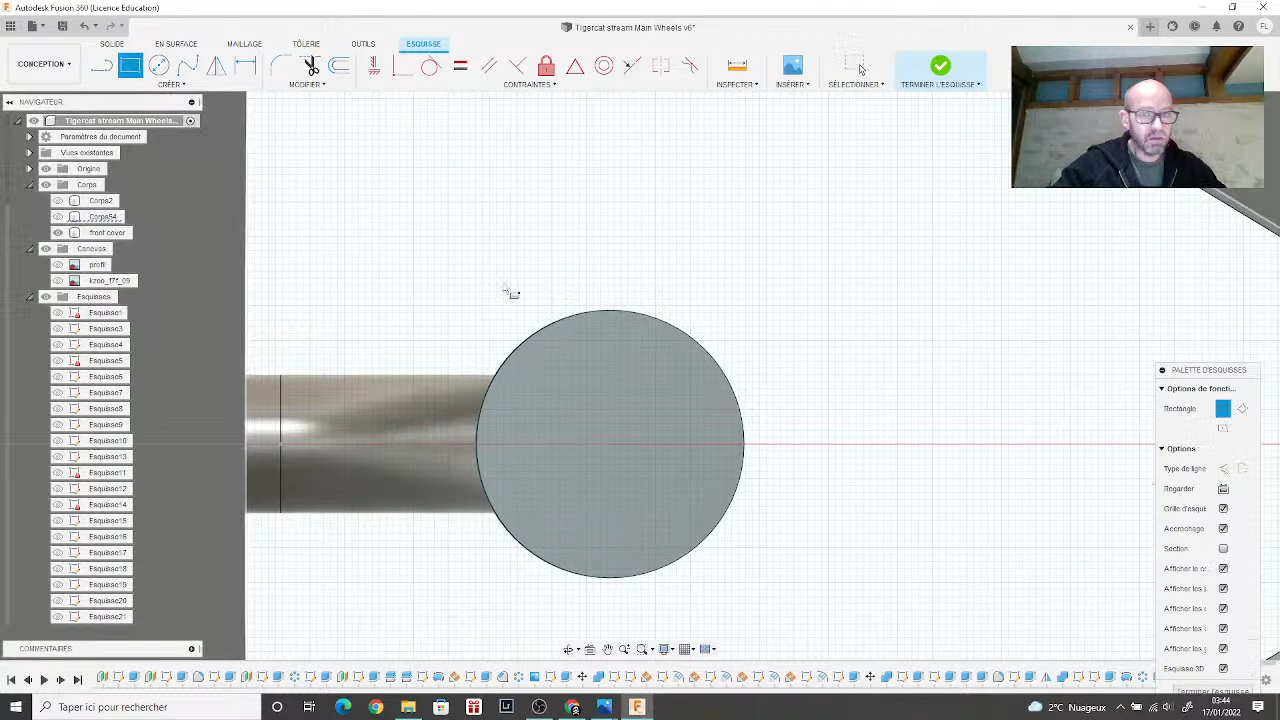 Autodesk Fusion 360 (Licence Education)
Tigercat stream Main Wheels v6*
FL
SOLIDE
EN SURFACE
MAILLAGE
TÔLERIE
OUTILS
ESQUISSE
CONCEPTION
CRÉER
MODIFIER
CONTRAINTES
INSPECTER
INSÉRER
SÉLECTIONNER
TERMINER L'ESQUISSE
NAVIGATEUR
Tigercat stream Main Wheels...
Paramètres du document
Vues existantes
Origine
Corps
Corps2
Corps54
front cover
Canevas
profil
kzoo_f7f_09
Esquisses
Esquisse1
Esquisse3
Esquisse4
Esquisse5
Esquisse6
Esquisse7
Esquisse8
Esquisse9
Esquisse10
Esquisse13
Esquisse11
Esquisse12
Esquisse14
Esquisse15
Esquisse16
Esquisse17
Esquisse18
Esquisse19
Esquisse20
Esquisse21
COMMENTAIRES
PALETTE D'ESQUISSES
Options de foncti...
Rectangle
Options
Type de ligne
Regarder
Grille d'esqui
Accrochage
Section
Afficher le c
Afficher les
Afficher les
Afficher les
Afficher les
Esquisse 3D
Terminer l'esquisse
Taper ici pour rechercher
2°C Nuageux
03:44
17/01/2022